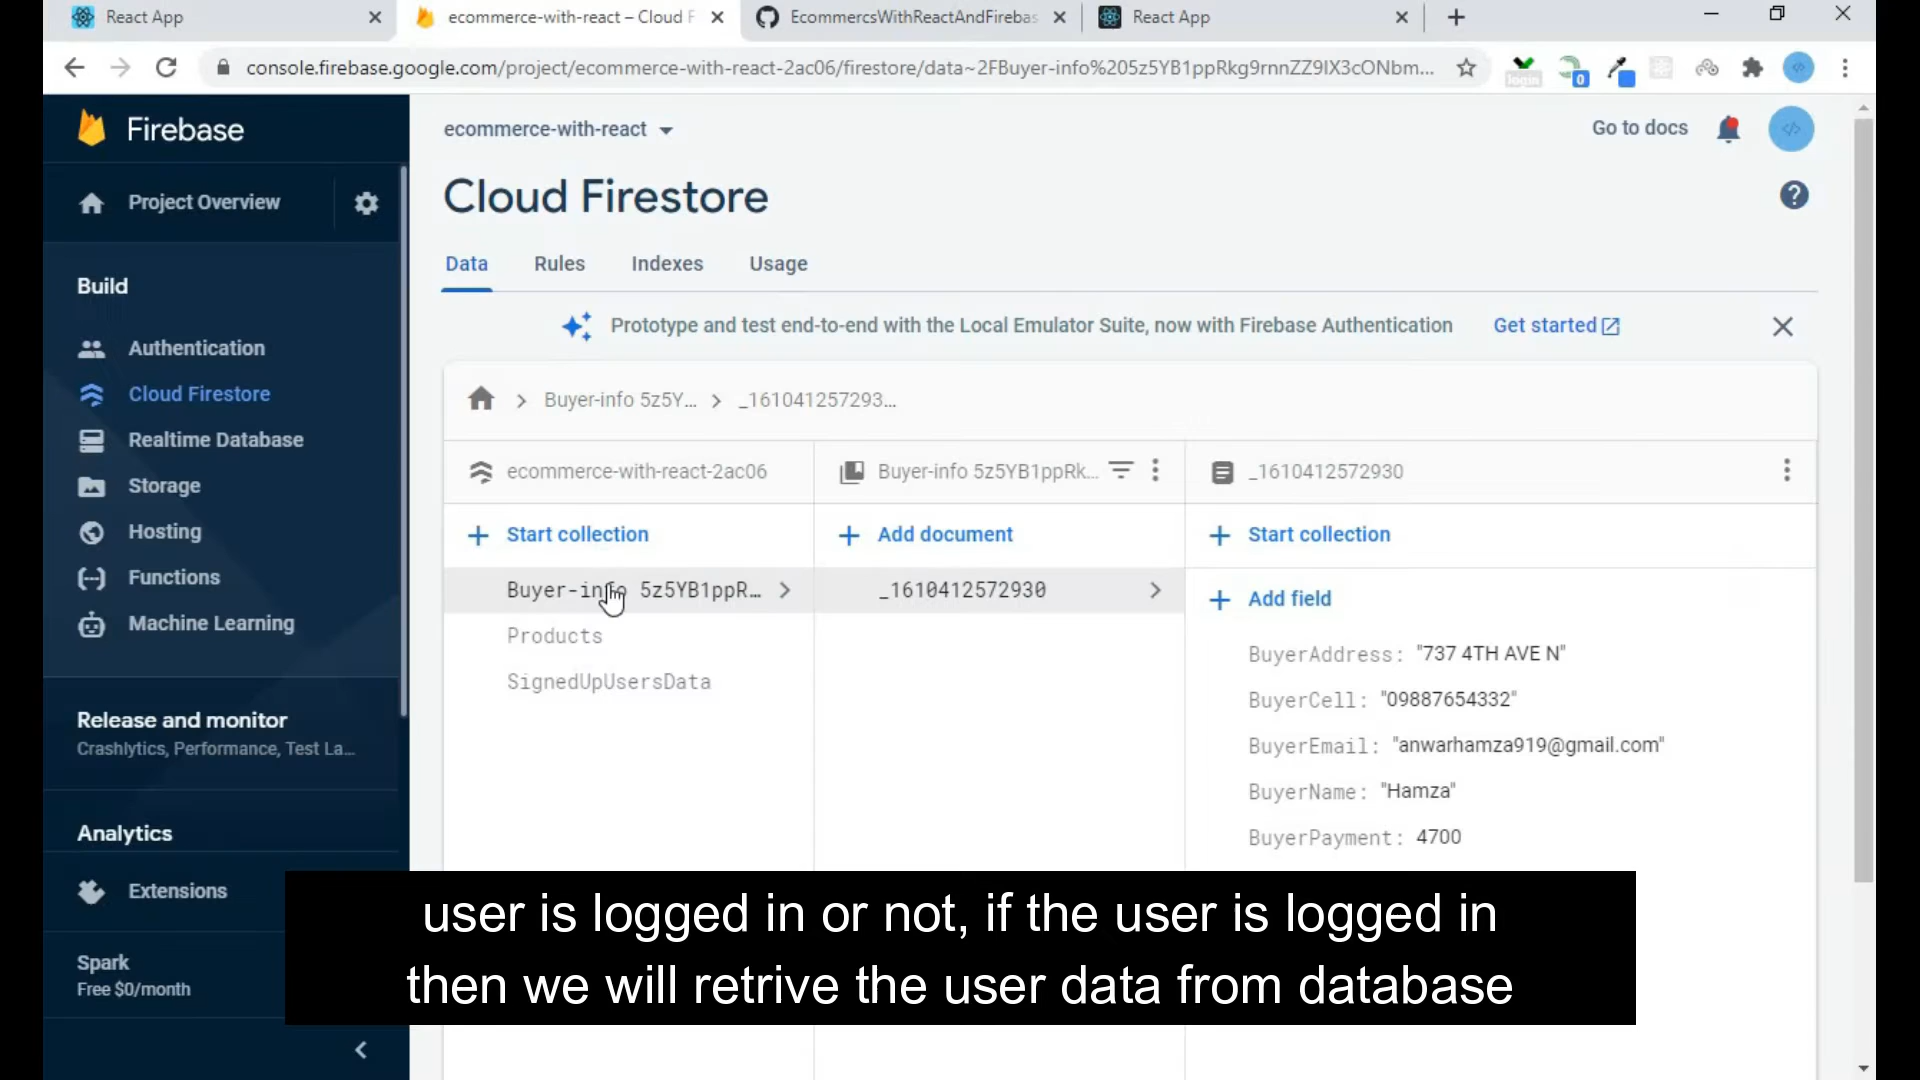 React App
ecommerce-with-react – Cloud F
EcommercsWithReactAndFirebas
React App
console.firebase.google.com/project/ecommerce-with-react-2ac06/firestore/data~2FBuyer-info%205z5YB1ppRkg9rnnZZ9IX3cONbm...
login
0
Firebase
ecommerce-with-react
Go to docs
Project Overview
Cloud Firestore
Data Rules Indexes Usage
Build
Prototype and test end-to-end with the Local Emulator Suite, now with Firebase Authentication Get started
Authentication
Cloud Firestore
Realtime Database
Storage
Hosting
Functions
Machine Learning
Buyer-info 5z5Y... > _161041257293...
ecommerce-with-react-2ac06
Buyer-info 5z5YB1ppRk...
_1610412572930
+ Start collection
+ Add document
+ Start collection
Buyer-info 5z5YB1ppR…
Products
SignedUpUsersData
_1610412572930
+ Add field
BuyerAddress: "737 4TH AVE N"
BuyerCell: "09887654332"
BuyerEmail: "anwarhamza919@gmail.com"
BuyerName: "Hamza"
BuyerPayment: 4700
Release and monitor
Crashlytics, Performance, Test La...
Analytics
Extensions
Spark
Free $0/month
user is logged in or not, if the user is logged in
then we will retrive the user data from database